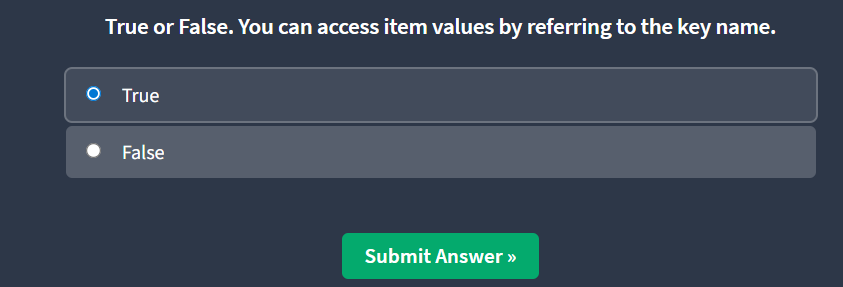 True or False. You can access item values by referring to the key name.
True
False
Submit Answer »